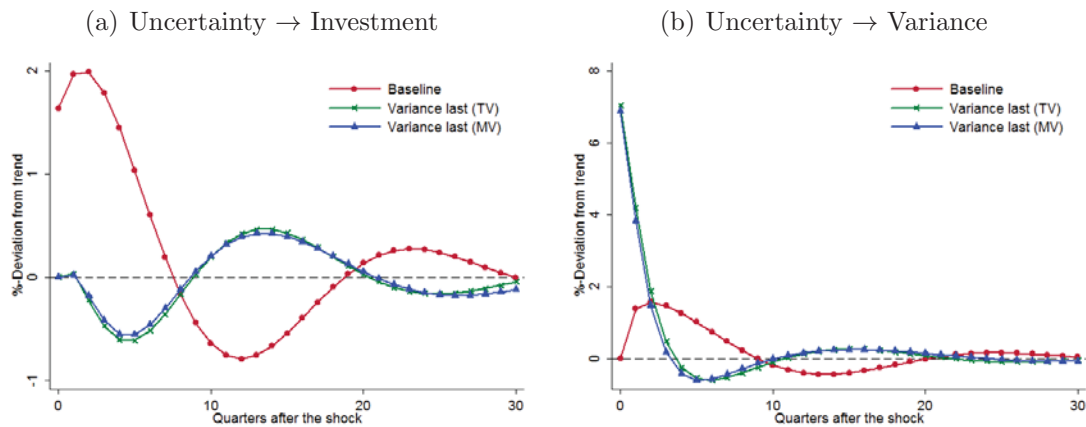 (a) Uncertainty → Investment
2
1
0
-1
%-Deviation from trend
Baseline
Variance last (TV)
Variance last (MV)
0 10 20 30
Quarters after the shock
(b) Uncertainty → Variance
8
6
4
2
0
%-Deviation from trend
Baseline
Variance last (TV)
Variance last (MV)
0 10 20 30
Quarters after the shock